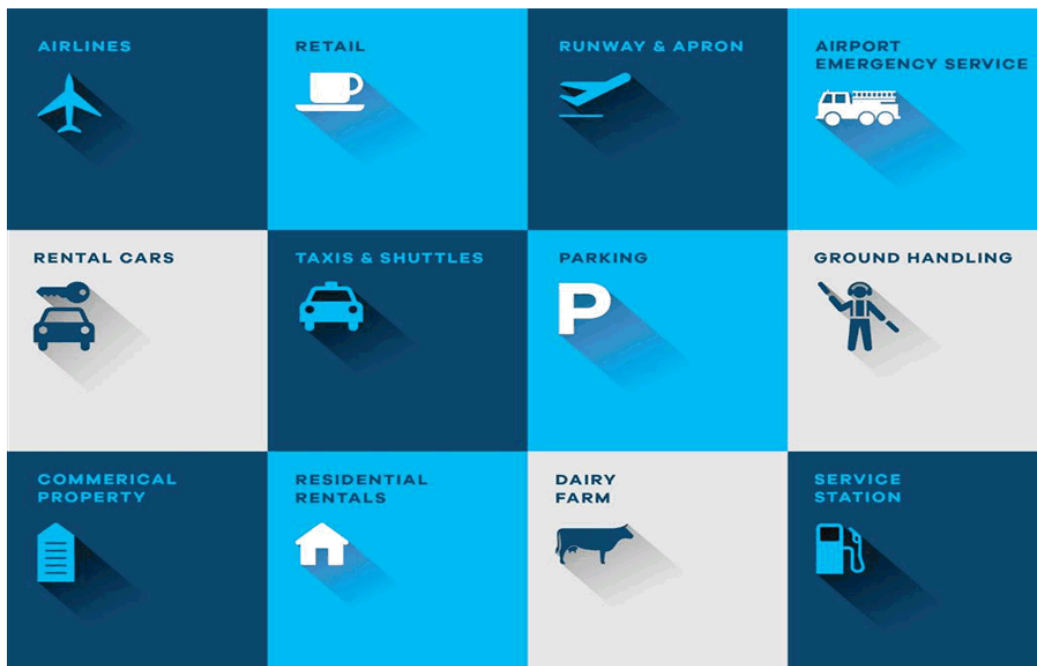 AIRLINES
RETAIL
RUNWAY & APRON
AIRPORT
EMERGENCY SERVICE
RENTAL CARS
TAXIS & SHUTTLES
PARKING
P
GROUND HANDLING
COMMERICAL
PROPERTY
RESIDENTIAL
RENTALS
DAIRY
FARM
SERVICE
STATION